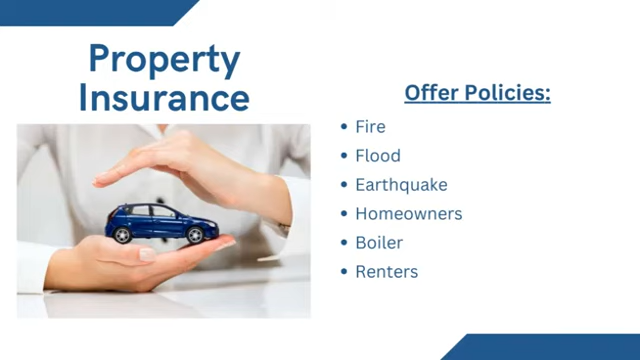 Property
Insurance
Offer Policies:
• Fire
• Flood
• Earthquake
• Homeowners
• Boiler
• Renters